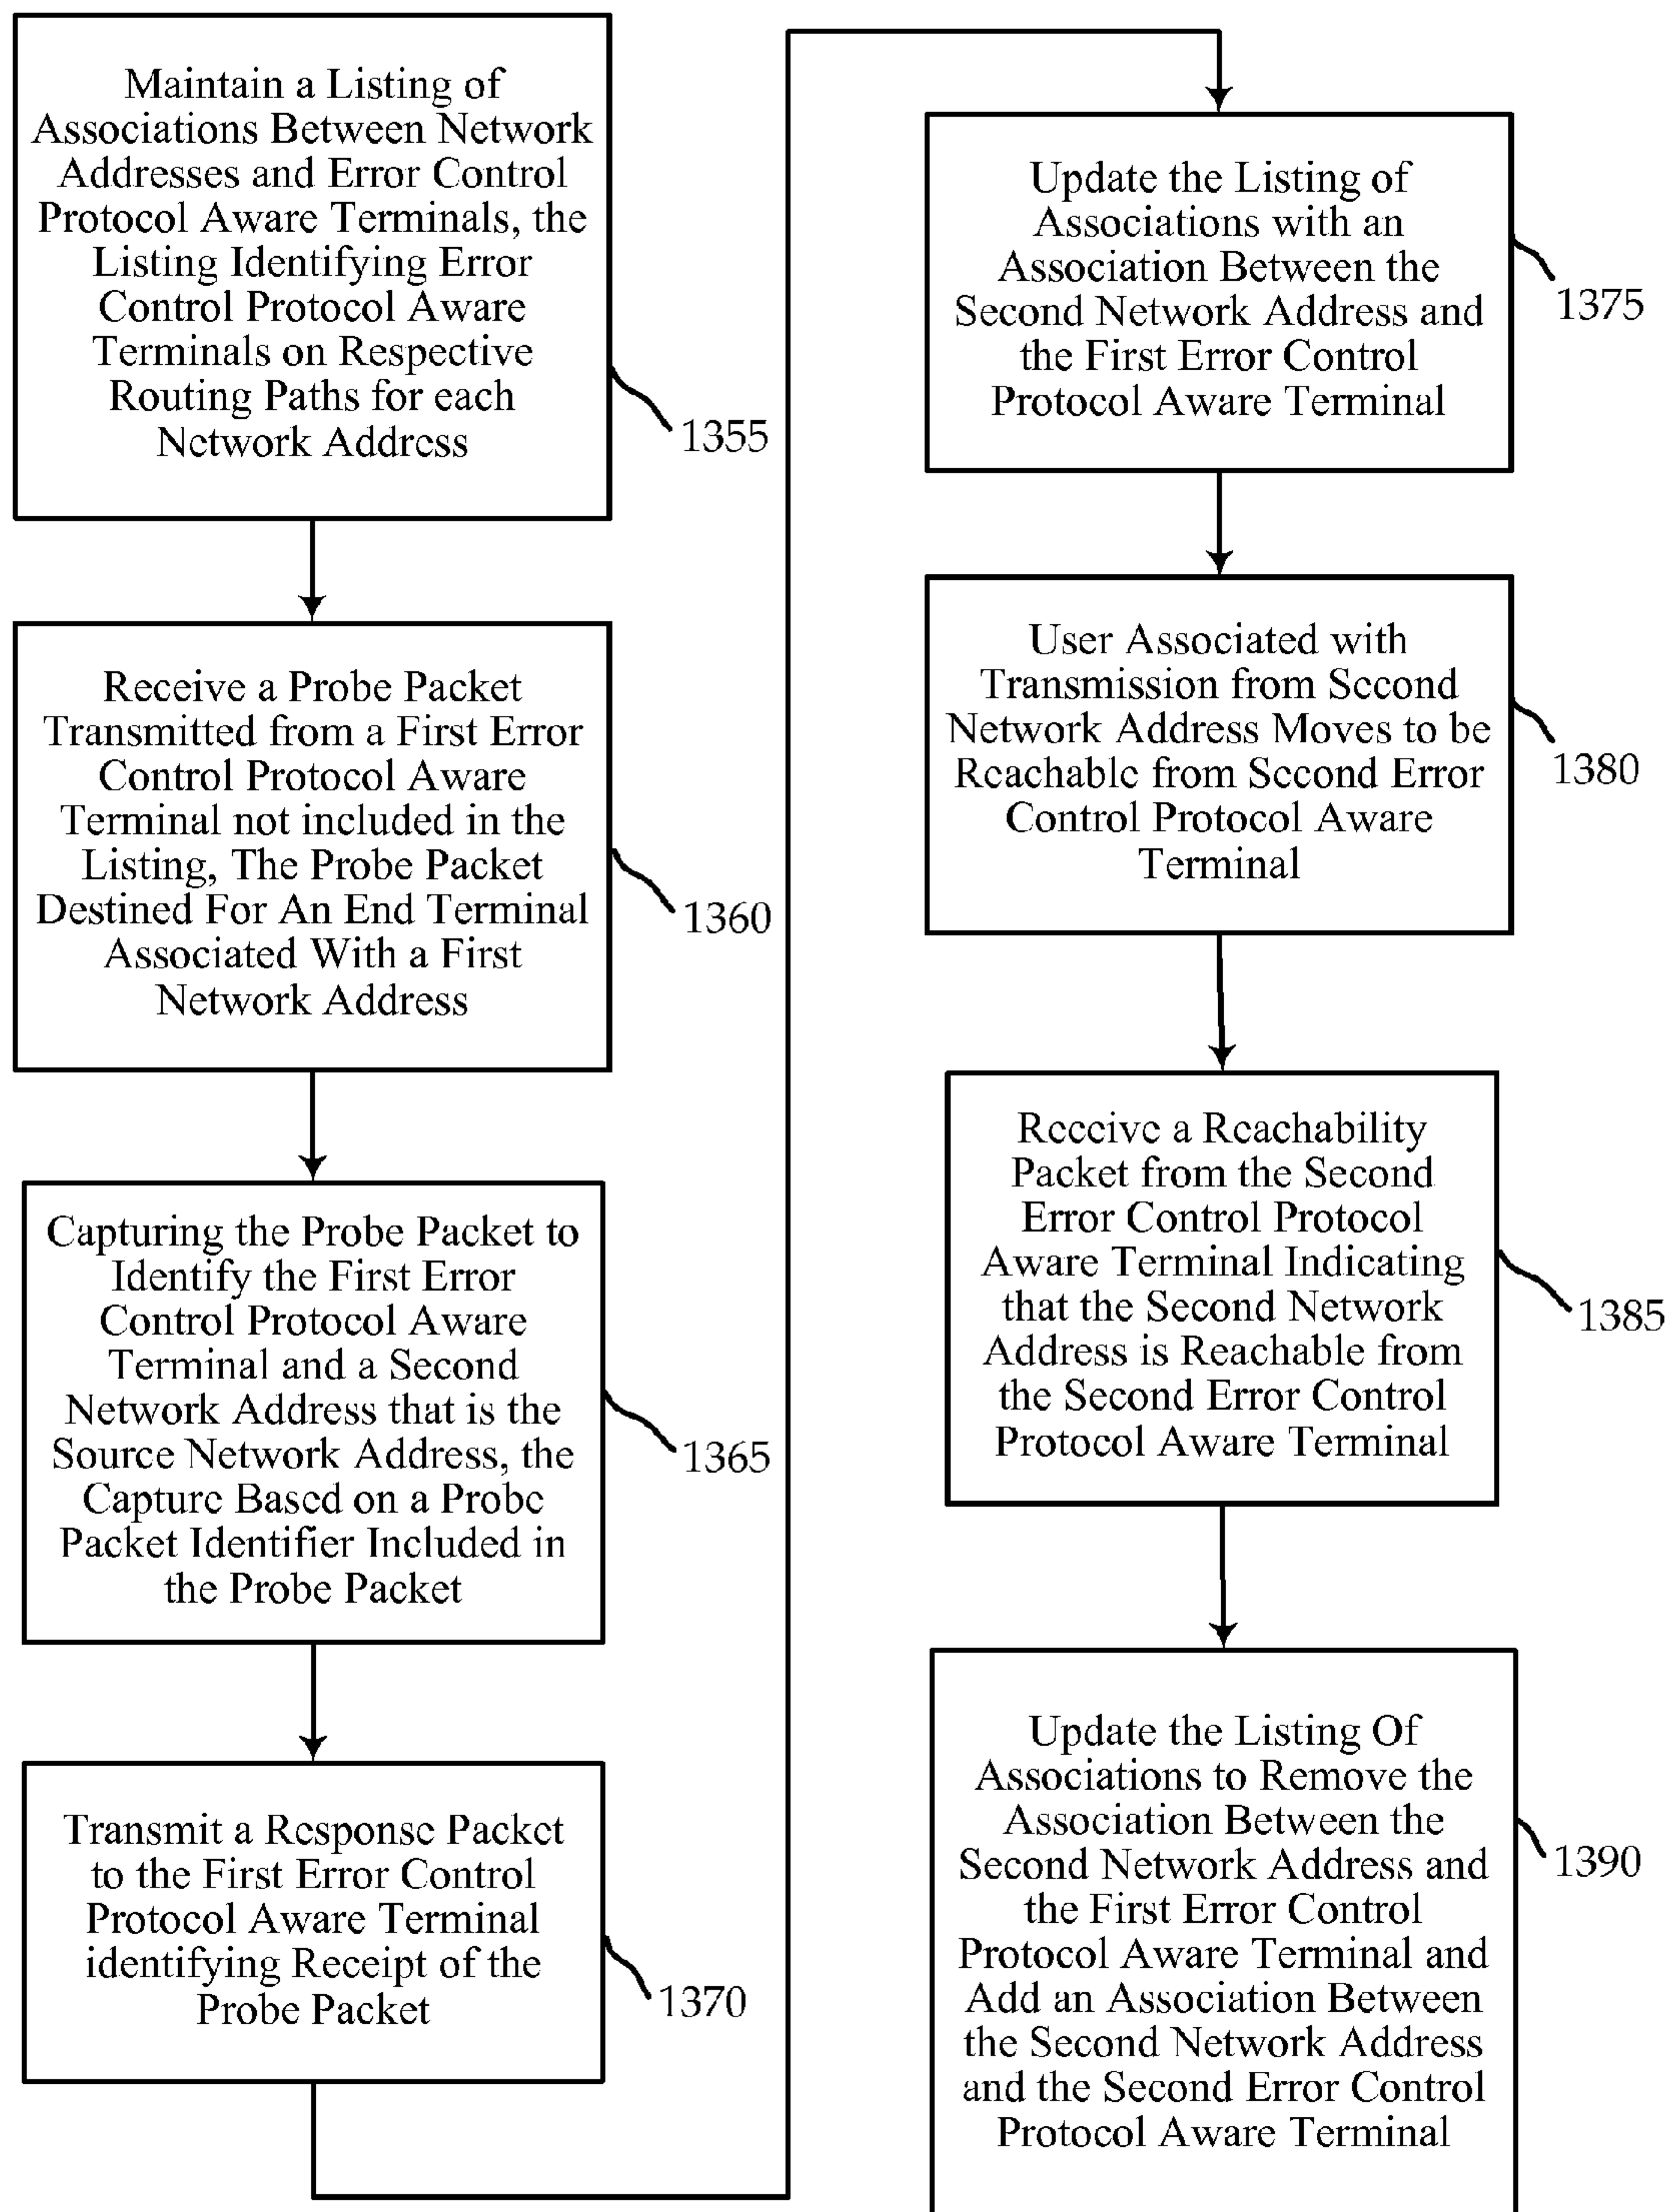 Maintain a Listing of
Associations Between Network
Addresses and Error Control
Protocol Aware Terminals, the
Listing Identifying Error
Control Protocol Aware
Terminals on Respective
Routing Paths for each
Network Address
1355
Receive a Probe Packet
Transmitted from a First Error
Control Protocol Aware
Terminal not included in the
Listing, The Probe Packet
Destined For An End Terminal
Associated With a First
Network Address
1360
Capturing the Probe Packet to
Identify the First Error
Control Protocol Aware
Terminal and a Second
Network Address that is the
Source Network Address, the
Capture Based on a Probe
Packet Identifier Included in
the Probe Packet
1365
Transmit a Response Packet
to the First Error Control
Protocol Aware Terminal
identifying Receipt of the
Probe Packet
1370
Update the Listing of
Associations with an
Association Between the
Second Network Address and
the First Error Control
Protocol Aware Terminal
1375
User Associated with
Transmission from Second
Network Address Moves to be
Reachable from Second Error
Control Protocol Aware
Terminal
1380
Receive a Reachability
Packet from the Second
Error Control Protocol
Aware Terminal Indicating
that the Second Network
Address is Reachable from
the Second Error Control
Protocol Aware Terminal
1385
Update the Listing Of
Associations to Remove the
Association Between the
Second Network Address and
the First Error Control
Protocol Aware Terminal and
Add an Association Between
the Second Network Address
and the Second Error Control
Protocol Aware Terminal
1390